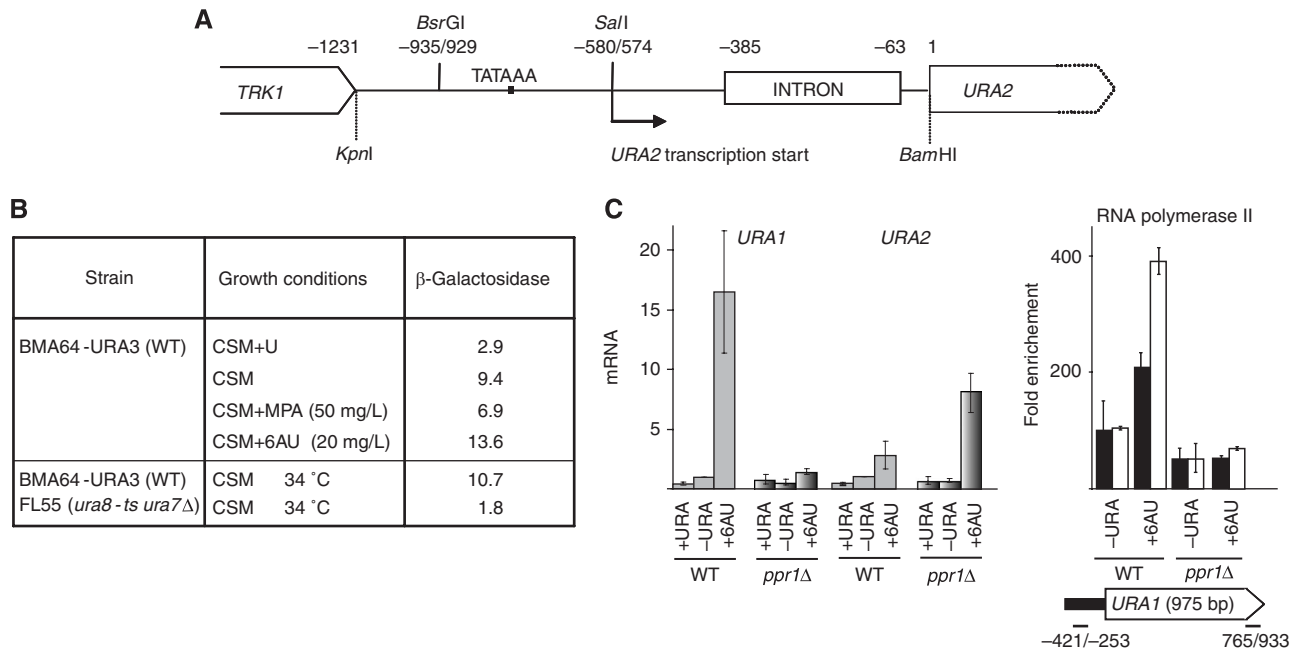 A
–1231
BsrGI
–935/929
SalI
–580/574
–385
–63
1
TRK1
TATAAA
INTRON
URA2
KpnI
URA2 transcription start
BamHI
B
Strain
Growth conditions
β-Galactosidase
BMA64-URA3 (WT)
CSM+U
2.9
CSM
9.4
CSM+MPA (50 mg/L)
6.9
CSM+6AU (20 mg/L)
13.6
BMA64-URA3 (WT)
CSM 34 °C
10.7
FL55 (ura8-ts ura7Δ)
CSM 34 °C
1.8
C
URA1
URA2
mRNA
20
15
10
5
+URA
–URA
+6AU
+URA
–URA
+6AU
+URA
–URA
+6AU
+URA
–URA
+6AU
WT
ppr1Δ
WT
ppr1Δ
RNA polymerase II
Fold enrichement
400
200
–URA
+6AU
–URA
+6AU
WT
ppr1Δ
URA1 (975 bp)
–421/–253
765/933